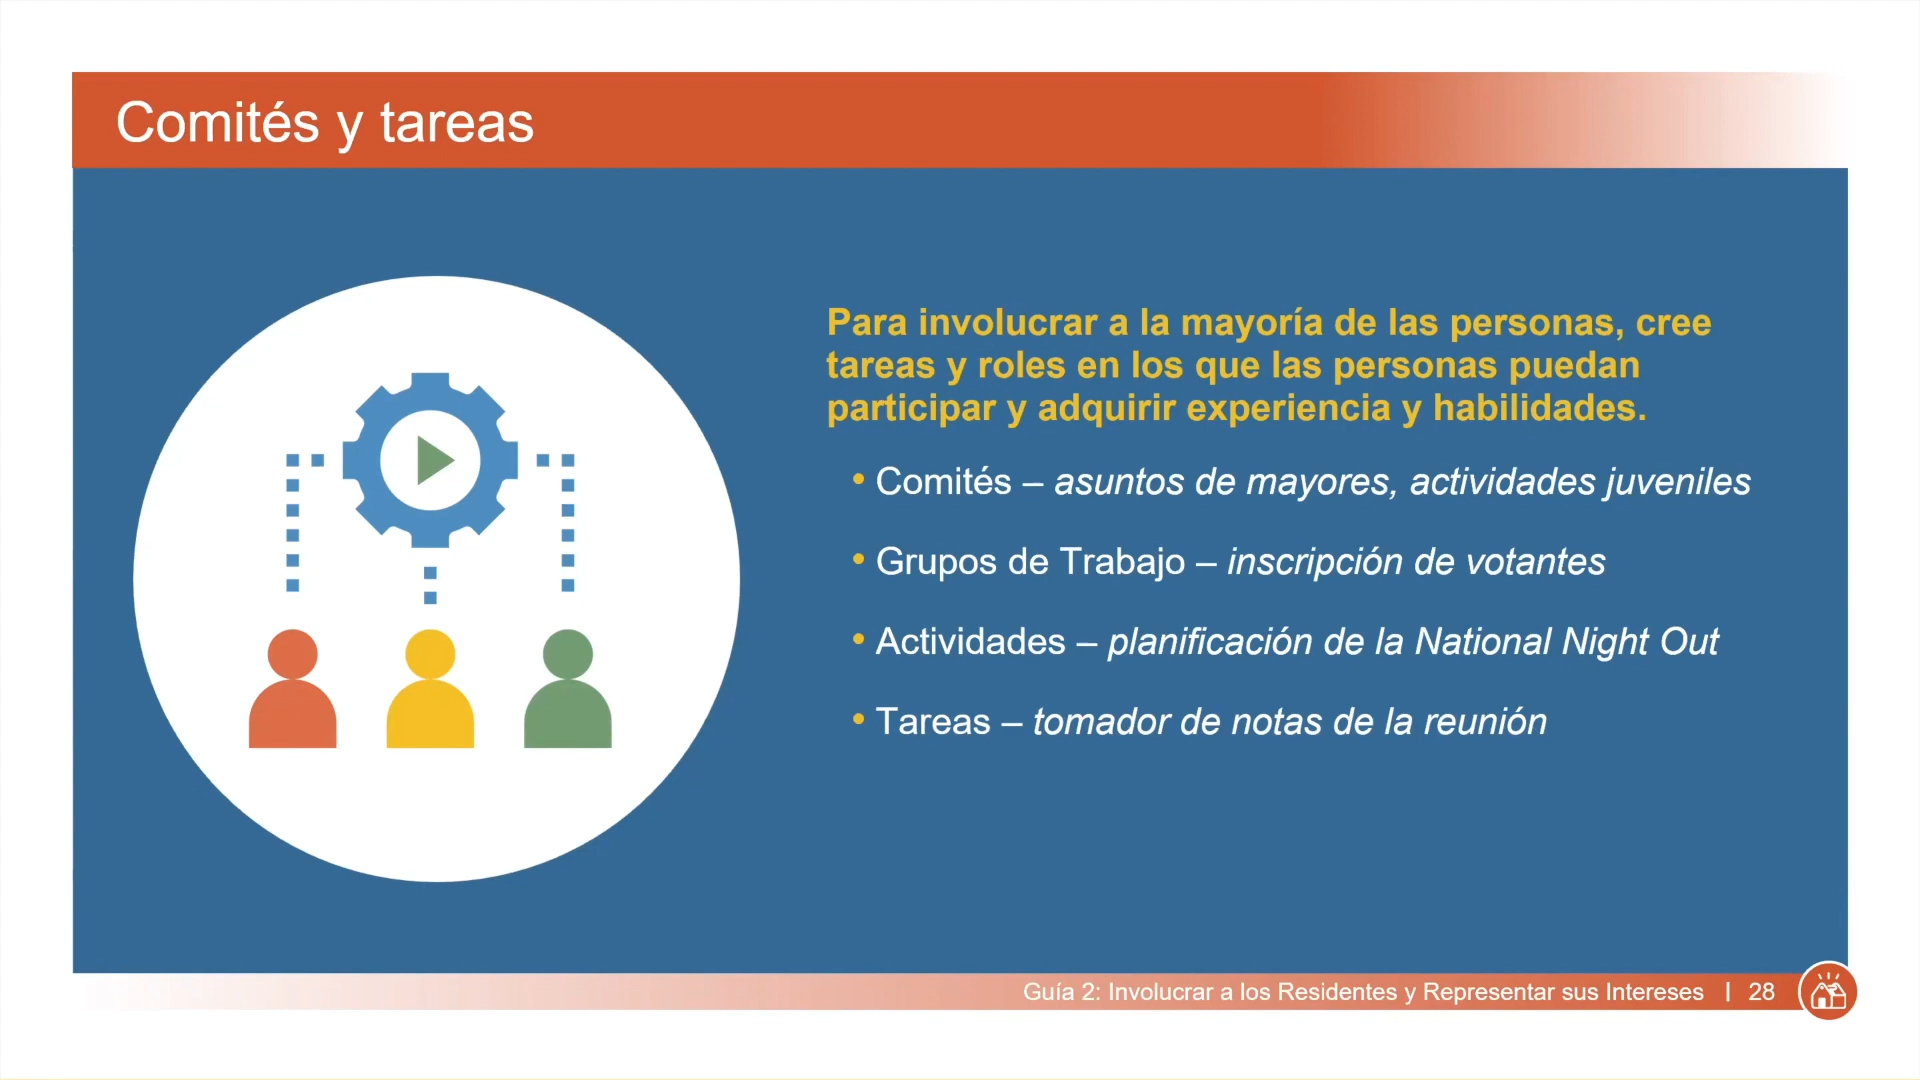 Comités y tareas
Para involucrar a la mayoría de las personas, cree
tareas y roles en los que las personas puedan
participar y adquirir experiencia y habilidades.
• Comités – asuntos de mayores, actividades juveniles
• Grupos de Trabajo – inscripción de votantes
• Actividades – planificación de la National Night Out
• Tareas – tomador de notas de la reunión
Guía 2: Involucrar a los Residentes y Representar sus Intereses | 28